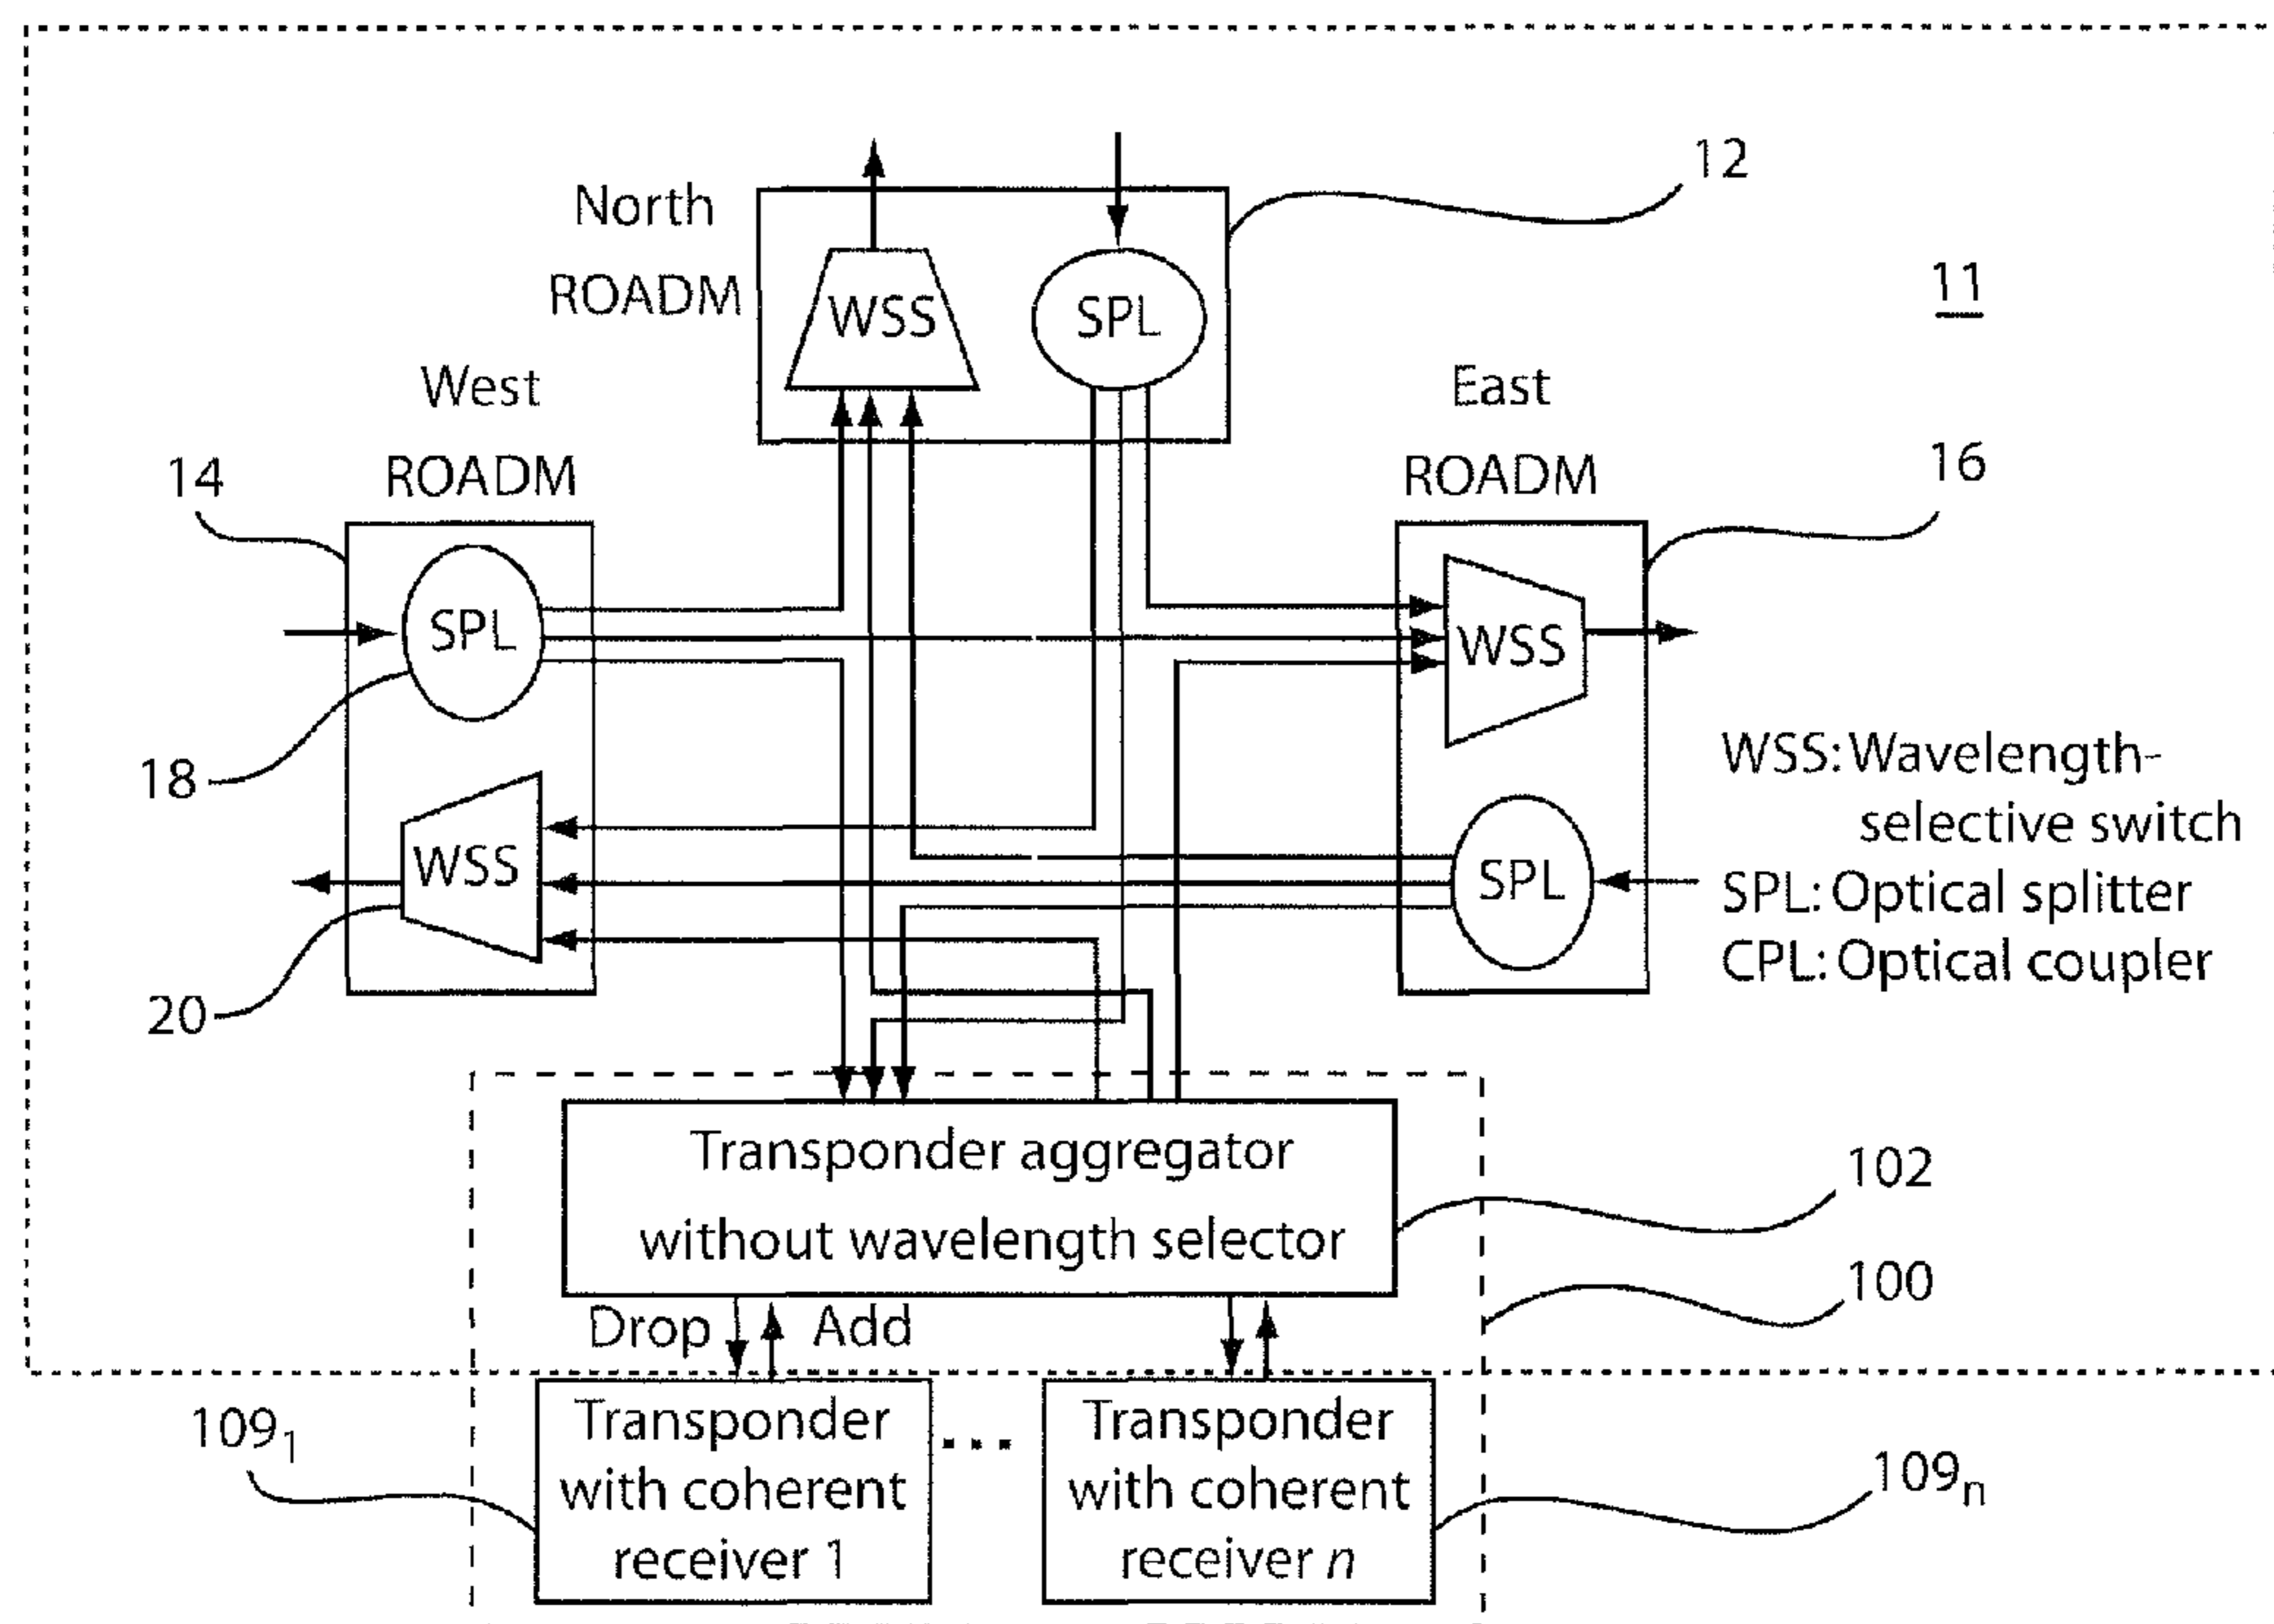 12
North
ROADM
11
WSS
SPL
West
ROADM
East
ROADM
14
16
SPL
WSS
18
WSS: Wavelength-
selective switch
SPL: Optical splitter
CPL: Optical coupler
WSS
SPL
20
Transponder aggregator
without wavelength selector
102
100
Drop
Add
109₁
Transponder
with coherent
receiver 1
...
Transponder
with coherent
receiver n
109ₙ